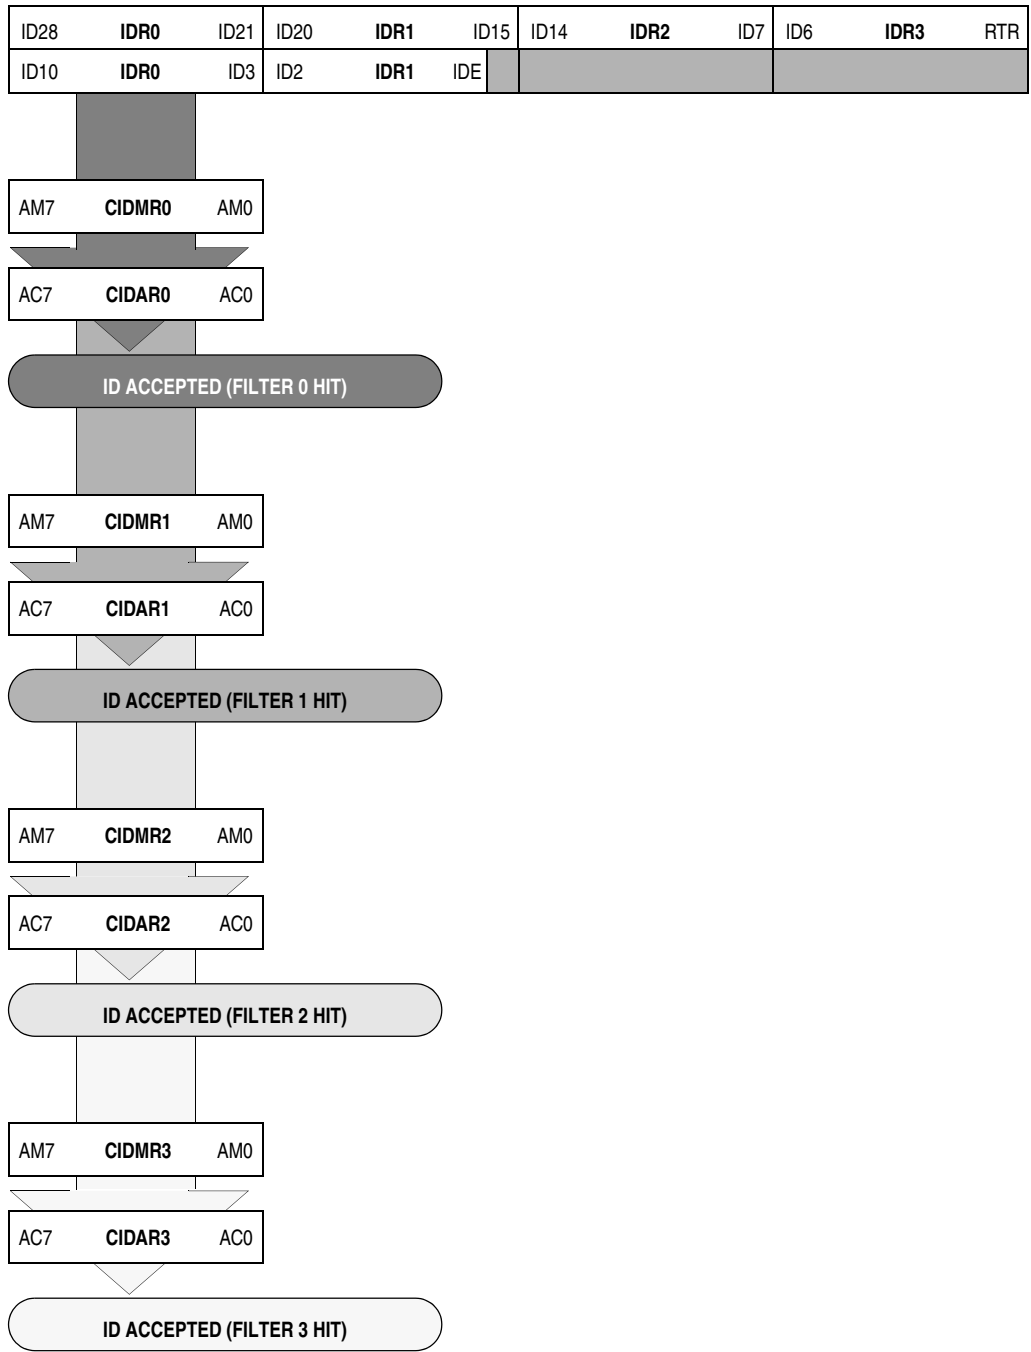 ID28 IDR0 ID21 ID20 IDR1 ID15 ID14 IDR2 ID7 ID6 IDR3 RTR
ID10 IDR0 ID3 ID2 IDR1 IDE
AM7 CIDMR0 AM0
AC7 CIDAR0 AC0
ID ACCEPTED (FILTER 0 HIT)
AM7 CIDMR1 AM0
AC7 CIDAR1 AC0
ID ACCEPTED (FILTER 1 HIT)
AM7 CIDMR2 AM0
AC7 CIDAR2 AC0
ID ACCEPTED (FILTER 2 HIT)
AM7 CIDMR3 AM0
AC7 CIDAR3 AC0
ID ACCEPTED (FILTER 3 HIT)